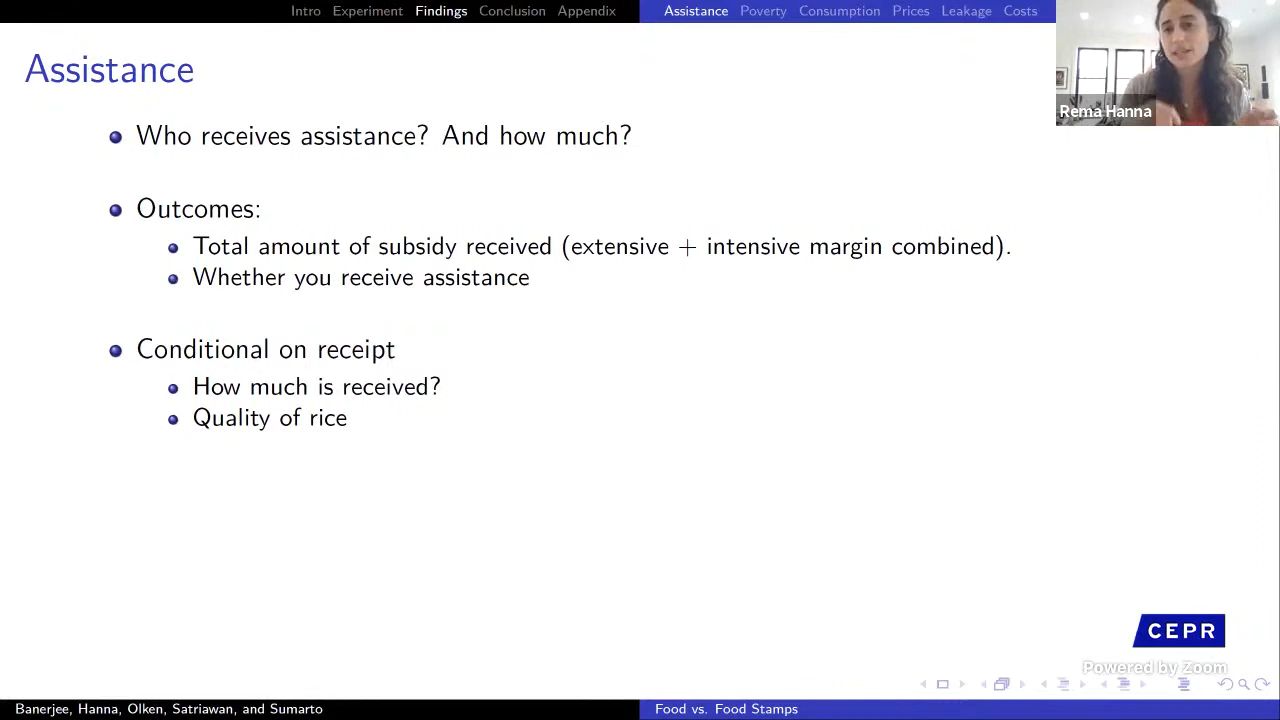 Intro Experiment Findings Conclusion Appendix
Assistance Poverty Consumption Prices Leakage Costs
Rema Hanna
Assistance
Who receives assistance? And how much?
Outcomes:
Total amount of subsidy received (extensive + intensive margin combined).
Whether you receive assistance
Conditional on receipt
How much is received?
Quality of rice
CEPR
Powered by Zoom
Banerjee, Hanna, Olken, Satriawan, and Sumarto
Food vs. Food Stamps